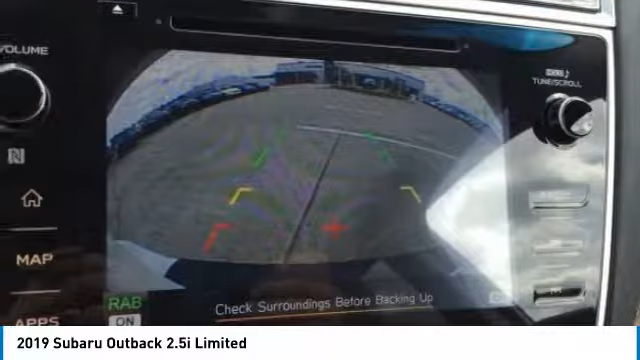 VOLUME
TUNE/SCROLL
MAP
RAB
ON
Check Surroundings Before Backing Up
APPS
2019 Subaru Outback 2.5i Limited